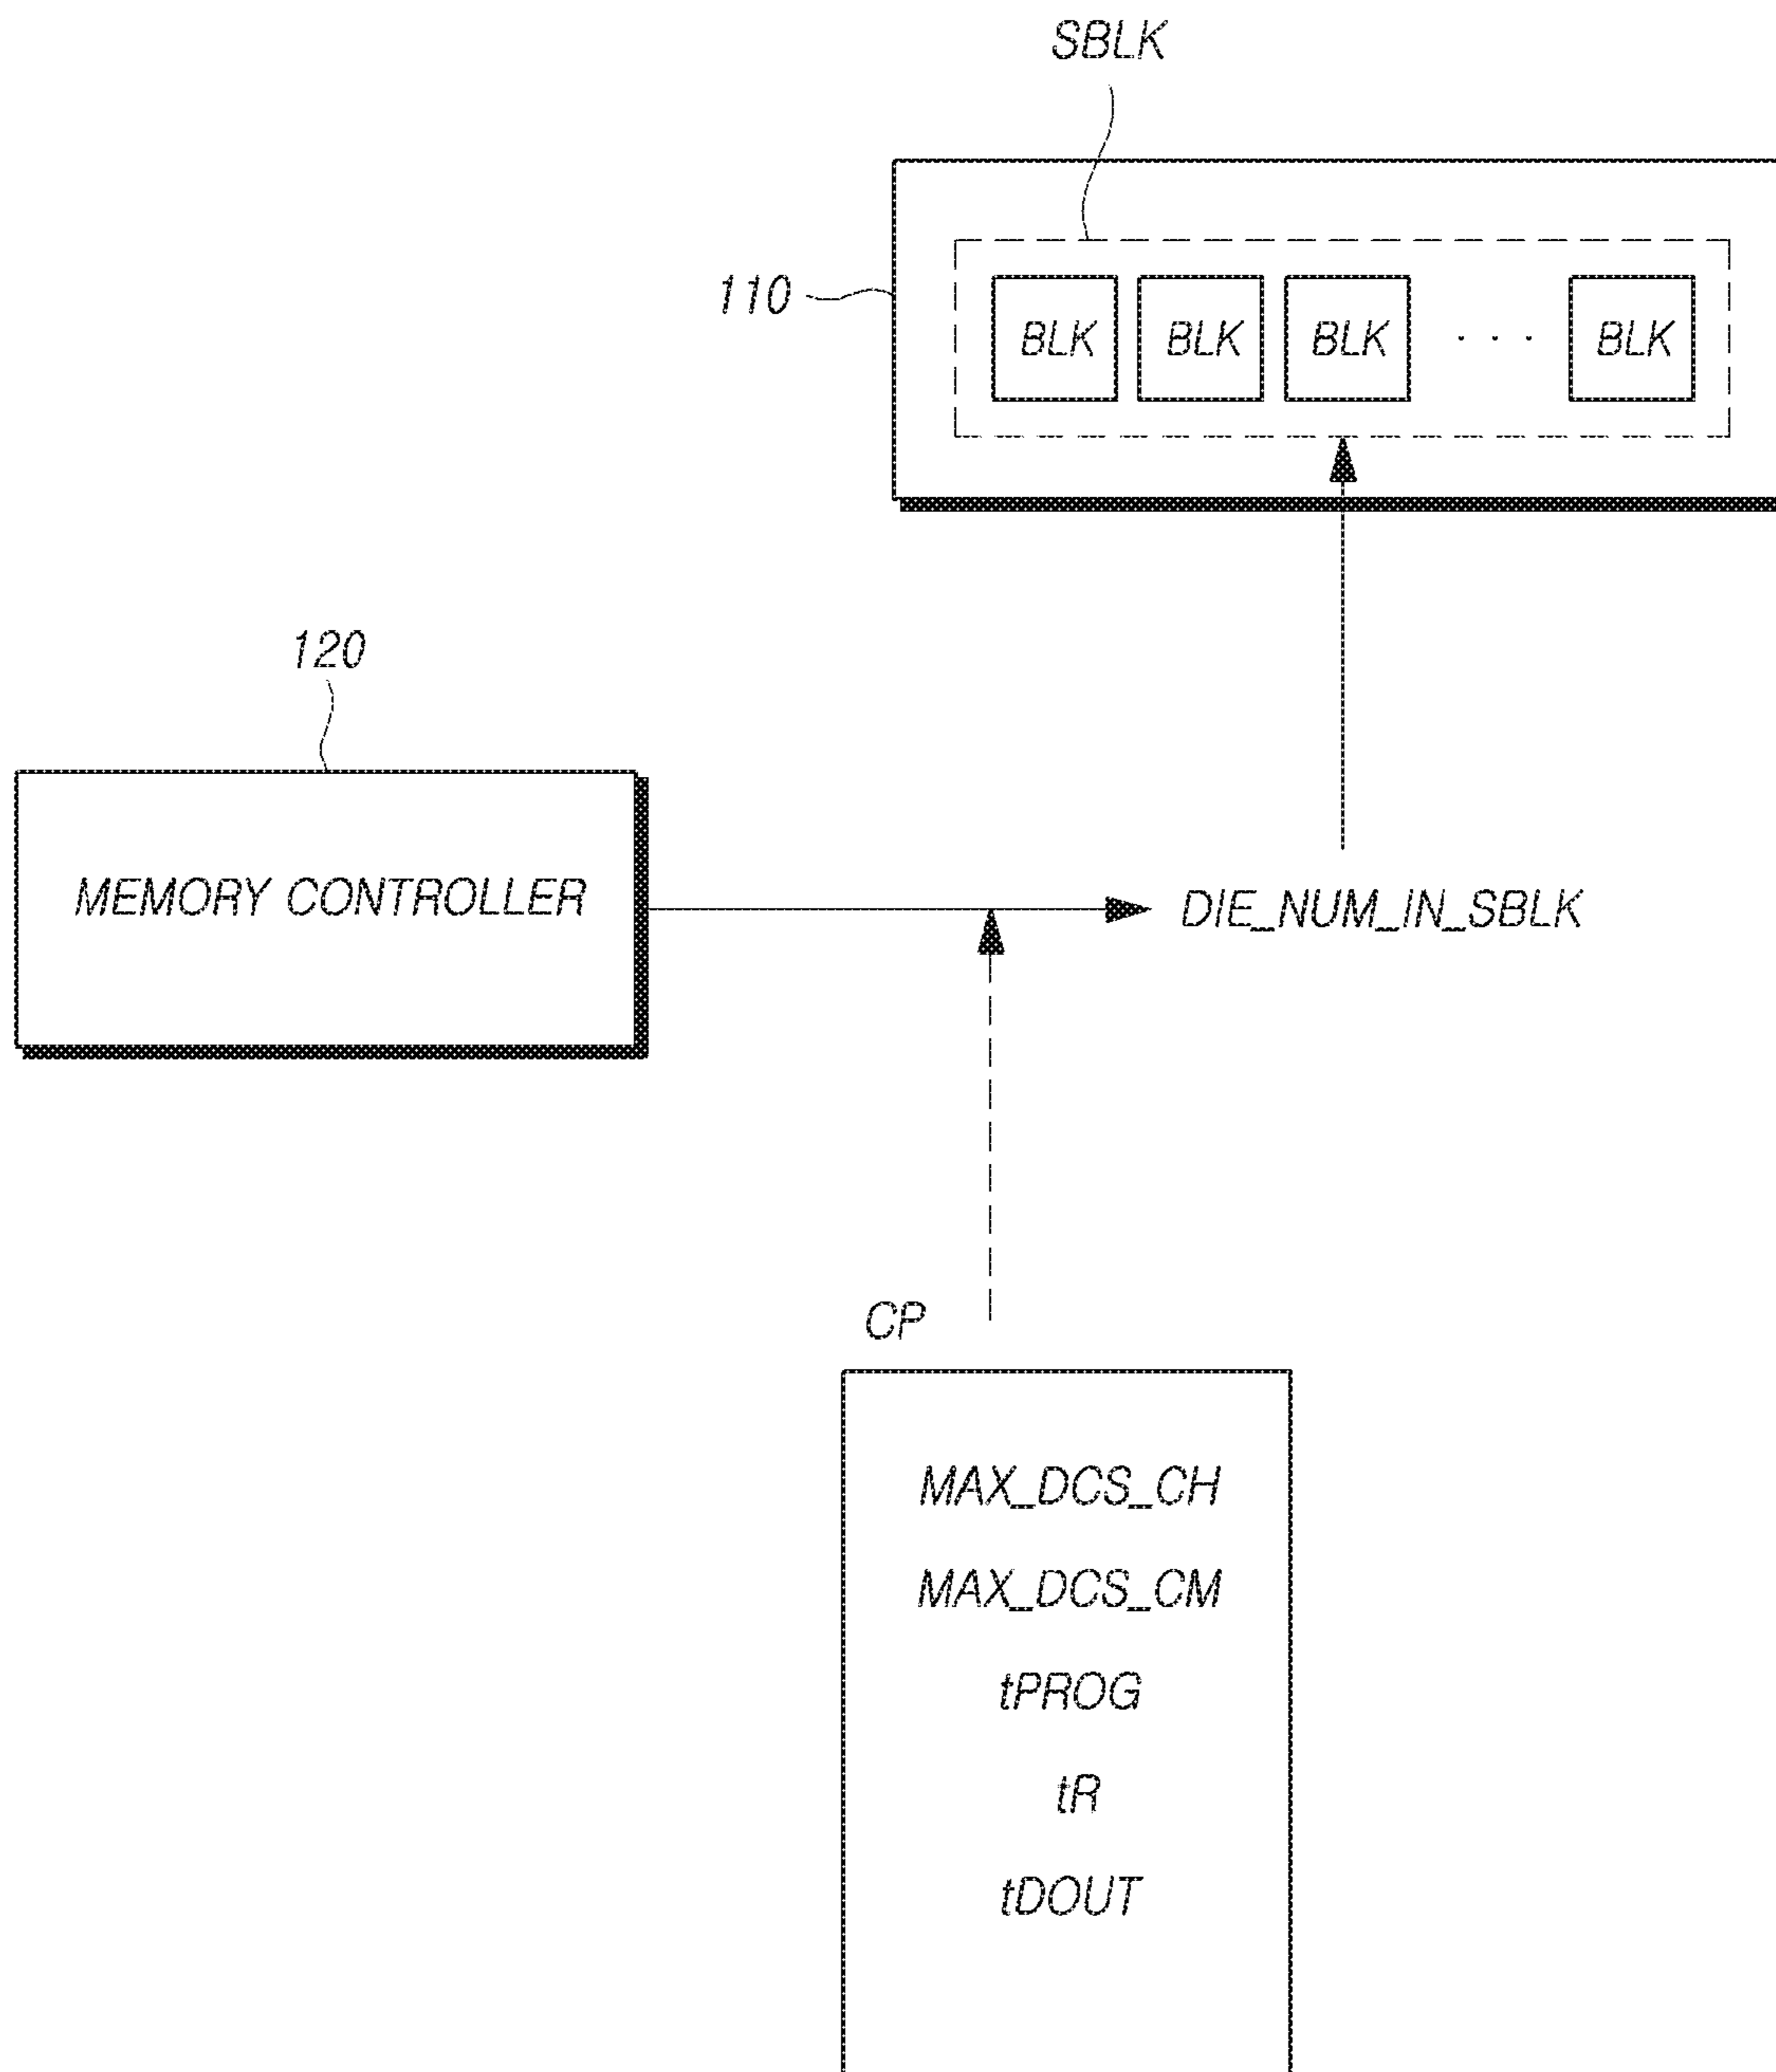 SBLK
110
BLK BLK BLK . . . BLK
120
MEMORY CONTROLLER
DIE_NUM_IN_SBLK
CP
MAX_DCS_CH
MAX_DCS_CM
tPROG
tR
tDOUT